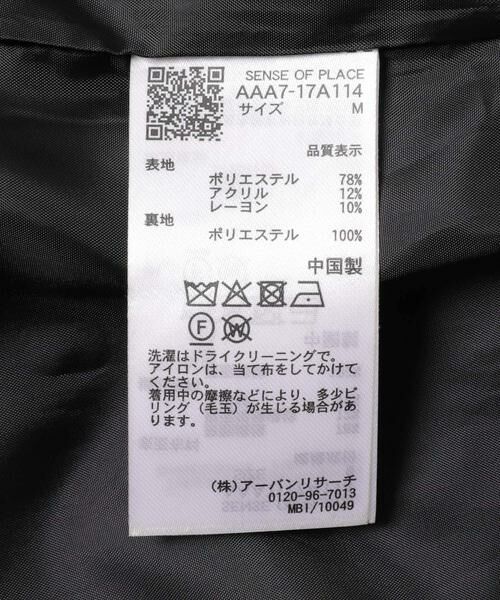 SENSE OF PLACE
AAA7-17A114
サイズ M
品質表示
表地
ポリエステル 78%
アクリル 12%
レーヨン 10%
裏地
ポリエステル 100%
中国製
F W
洗濯はドライクリーニングで。
アイロンは、当て布をしてかけて
ください。
着用中の摩擦などにより、多少ピ
リング（毛玉）が生じる場合があ
ります。
(株)アーバンリサーチ
0120-96-7013
MBI/10049